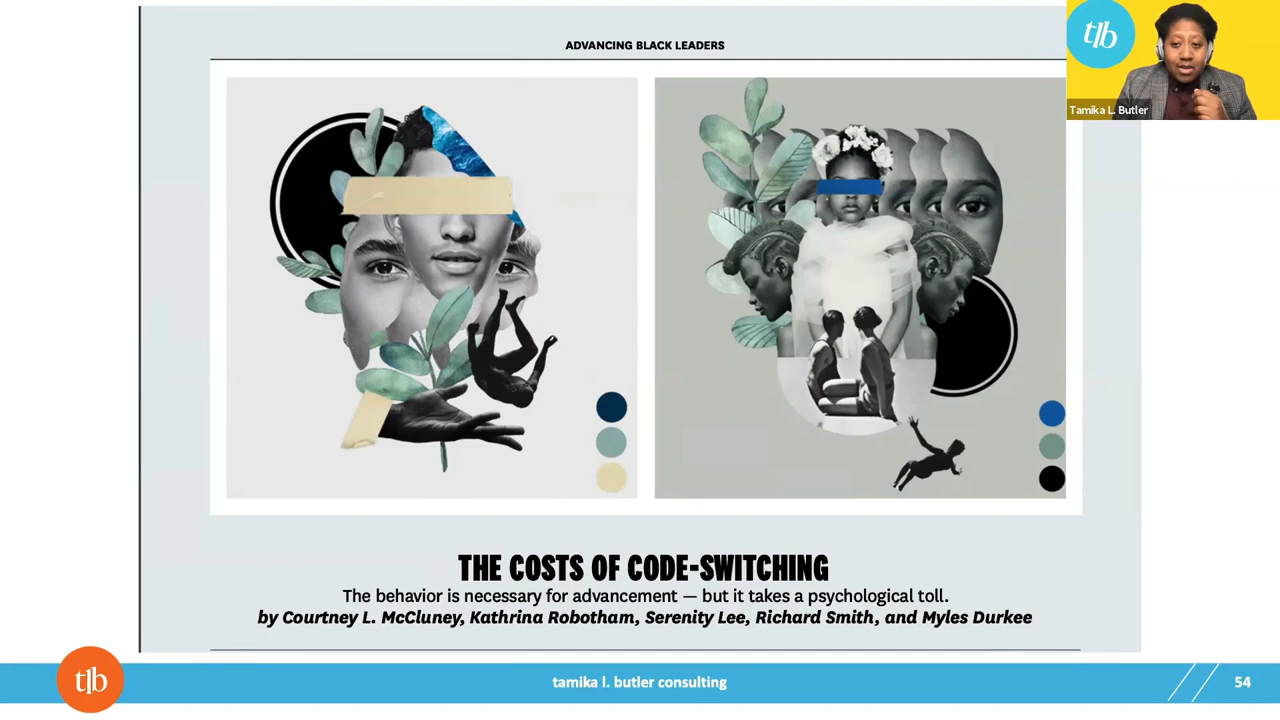 ADVANCING BLACK LEADERS
tlb
Tamika L. Butler
THE COSTS OF CODE-SWITCHING
The behavior is necessary for advancement — but it takes a psychological toll.
by Courtney L. McCluney, Kathrina Robotham, Serenity Lee, Richard Smith, and Myles Durkee
tlb
tamika l. butler consulting
54